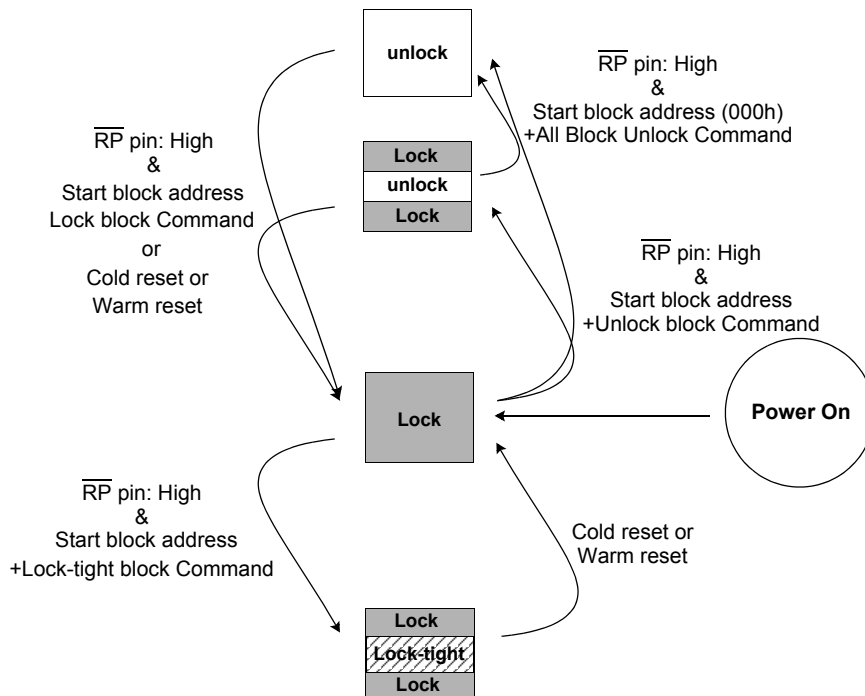 unlock
RP pin: High
&
Start block address (000h)
+All Block Unlock Command
RP pin: High
&
Start block address
Lock block Command
or
Cold reset or
Warm reset
Lock
unlock
Lock
RP pin: High
&
Start block address
+Unlock block Command
Lock
Power On
RP pin: High
&
Start block address
+Lock-tight block Command
Cold reset or
Warm reset
Lock
Lock-tight
Lock